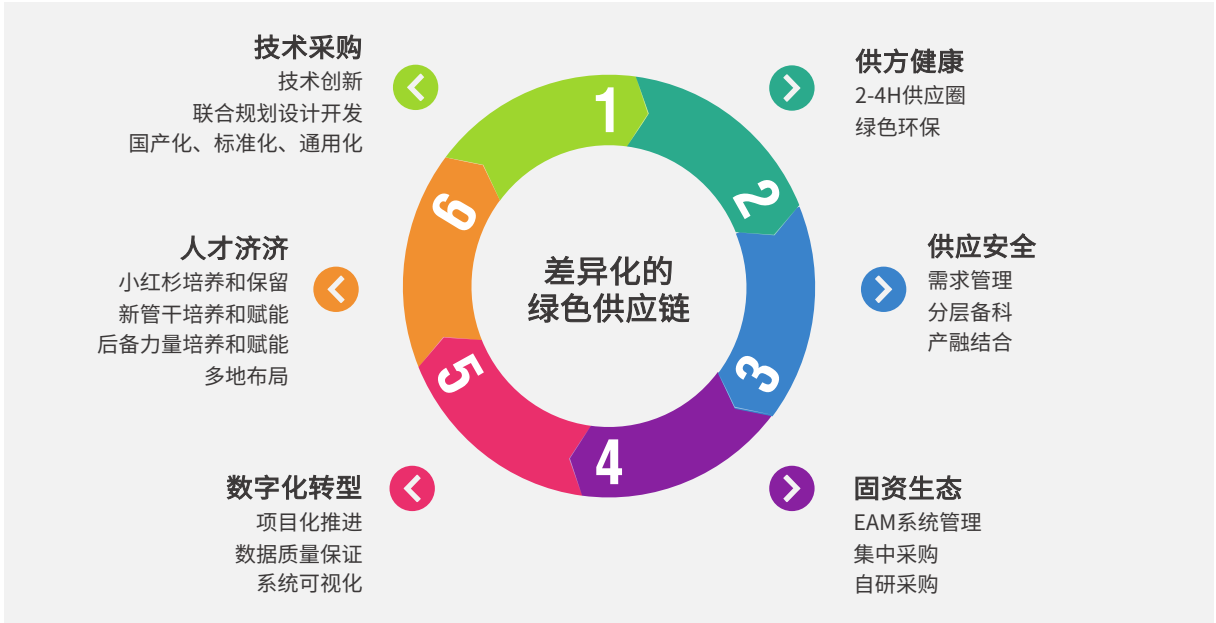 技术采购
技术创新
联合规划设计开发
国产化、标准化、通用化
供方健康
2-4H供应圈
绿色环保
1
2
人才济济
小红杉培养和保留
新管干培养和赋能
后备力量培养和赋能
多地布局
6
差异化的
绿色供应链
供应安全
需求管理
分层备科
产融结合
5
3
4
数字化转型
项目化推进
数据质量保证
系统可视化
固资生态
EAM系统管理
集中采购
自研采购